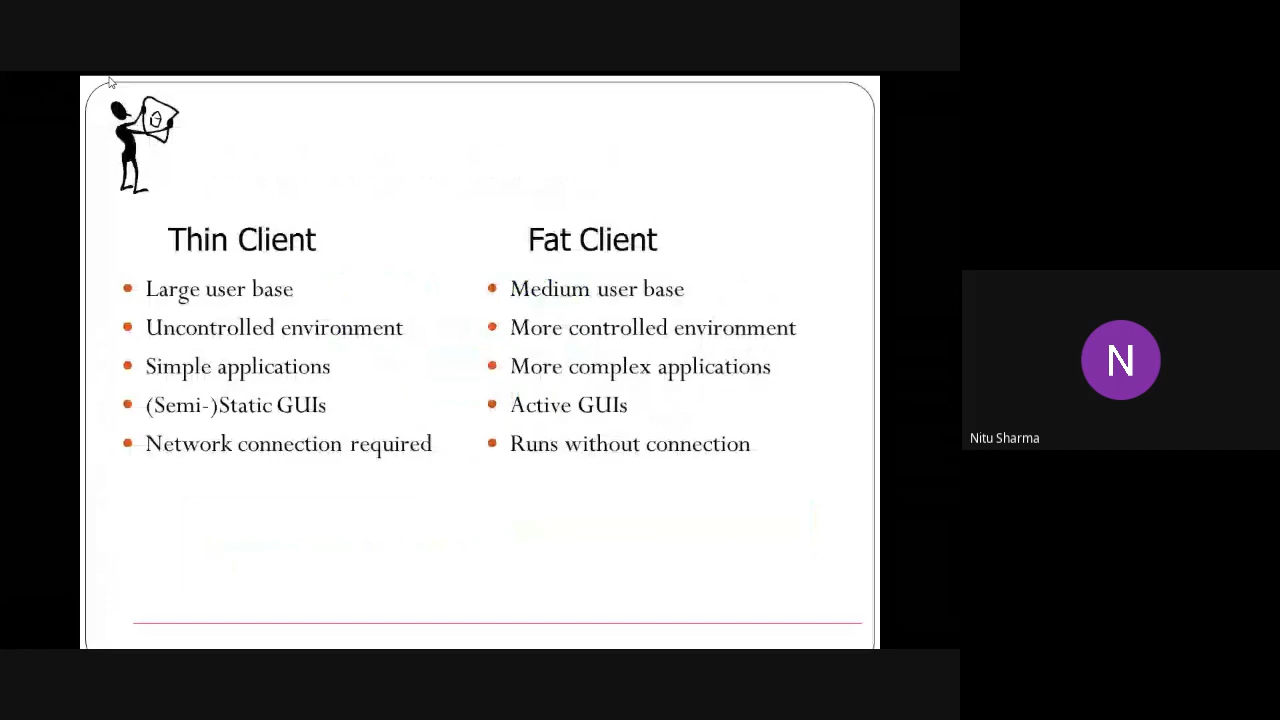 Thin Client
Fat Client
Large user base
Medium user base
Uncontrolled environment
More controlled environment
Simple applications
More complex applications
(Semi-)Static GUIs
Active GUIs
Network connection required
Runs without connection
N
Nitu Sharma